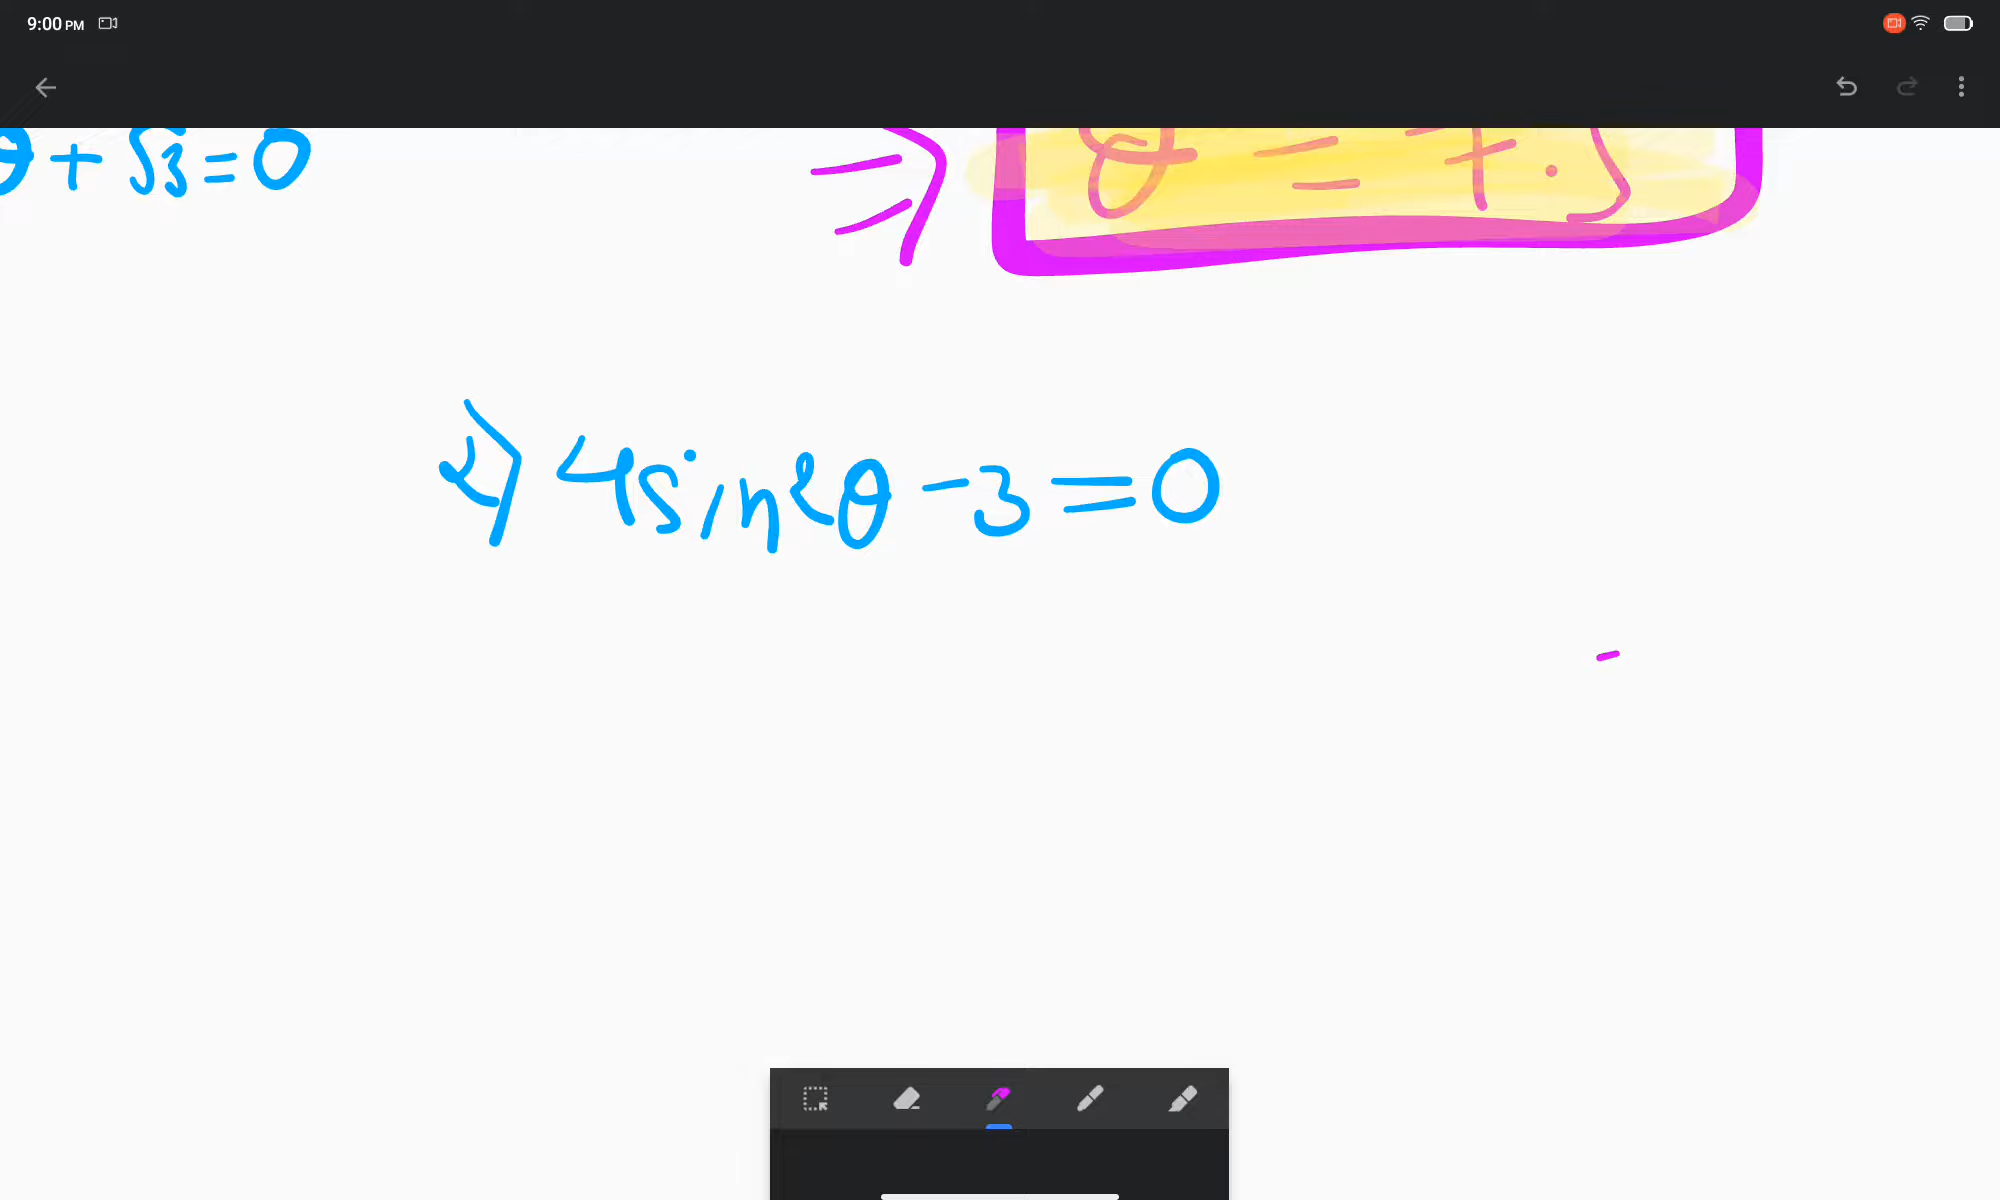 9:00 PM
θ + √3 = 0
⇒ θ =
2) 4sin²θ - 3 = 0